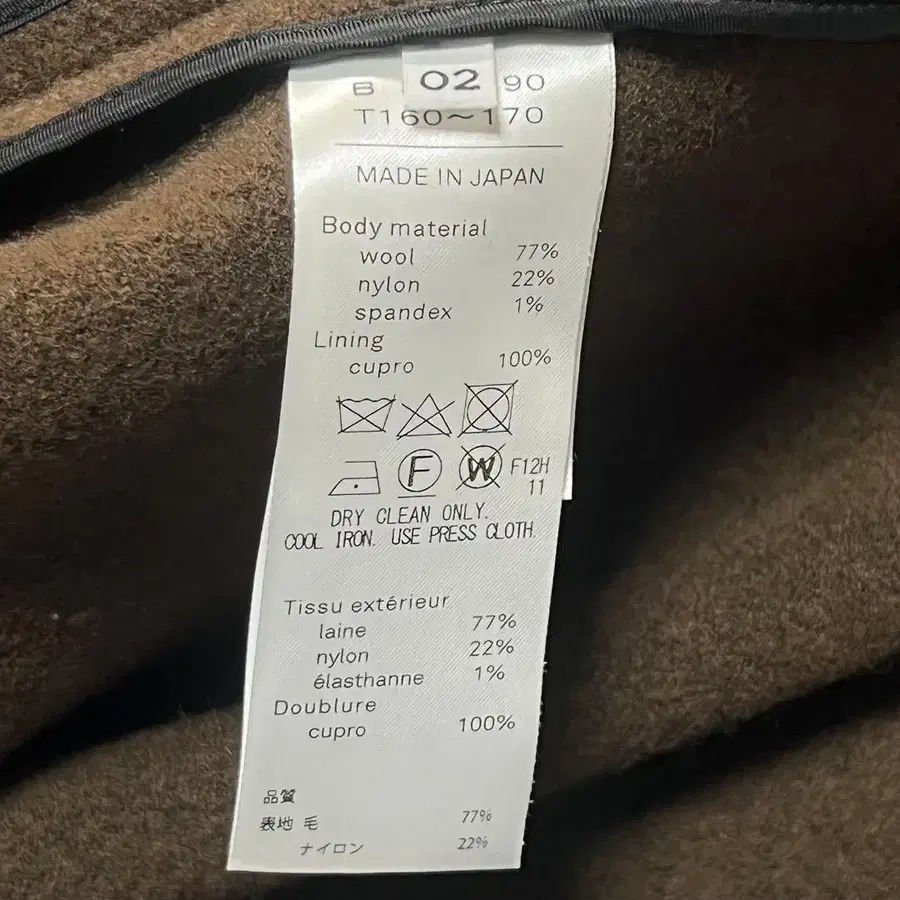 B 02 90
T160～170
MADE IN JAPAN
Body material
wool 77%
nylon 22%
spandex 1%
Lining
cupro 100%
F W F12H
11
DRY CLEAN ONLY.
COOL IRON. USE PRESS CLOTH.
Tissu extérieur
laine 77%
nylon 22%
élasthanne 1%
Doublure
cupro 100%
品質
表地 毛 77%
ナイロン 22%